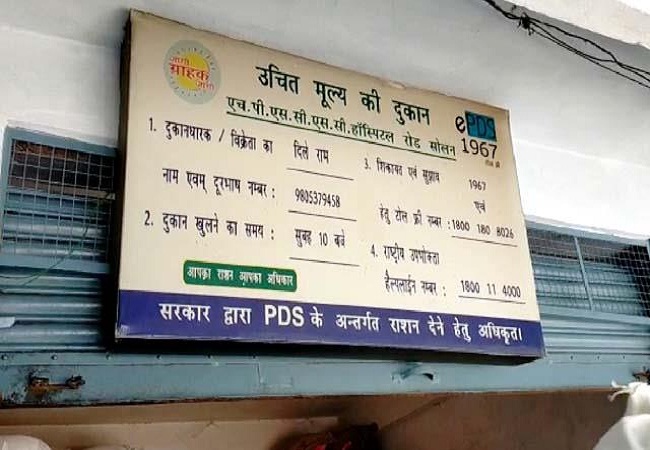 जागो
ग्राहक
जागो
उचित मूल्य की दुकान
एच.पी.एस.सी.एस.सी.हॉस्पिटल रोड सोलन
ePDS
1967
1. दुकानधारक / विक्रेता का दिले राम
नाम एवम् दूरभाष नम्बर : 9805379458
2. दुकान खुलने का समय : सुबह 10 बजे
3. शिकायत एवं सुझाव 1967
एवं
हेतु टोल फ्री नम्बर : 1800 180 8026
4. राष्ट्रीय उपभोक्ता
हैल्पलाईन नम्बर : 1800 11 4000
आपका राशन आपका अधिकार
सरकार द्वारा PDS के अन्तर्गत राशन देने हेतु अधिकृत।